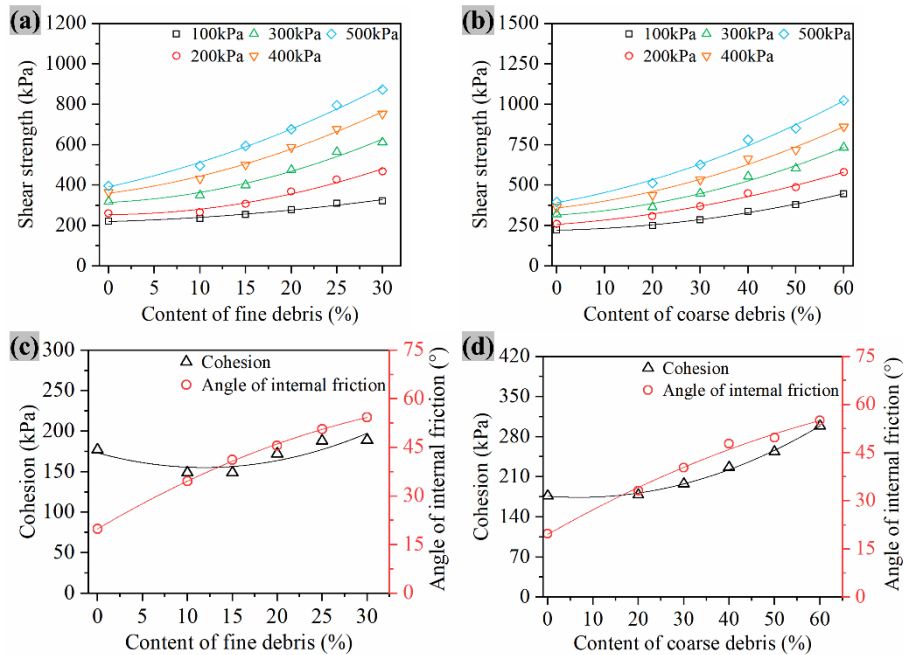 (a)
1200
1000
800
600
400
200
0
Shear strength (kPa)
100kPa 300kPa 500kPa
200kPa 400kPa
0 5 10 15 20 25 30
Content of fine debris (%)
(b)
1500
1250
1000
750
500
250
0
Shear strength (kPa)
100kPa 300kPa 500kPa
200kPa 400kPa
0 10 20 30 40 50 60
Content of coarse debris (%)
(c)
300
250
200
150
100
50
0
Cohesion (kPa)
Cohesion
Angle of internal friction
75
60
45
30
15
0
Angle of internal friction (°)
0 5 10 15 20 25 30
Content of fine debris (%)
(d)
420
350
280
210
140
70
0
Cohesion (kPa)
Cohesion
Angle of internal friction
75
60
45
30
15
0
Angle of internal friction (°)
0 10 20 30 40 50 60
Content of coarse debris (%)